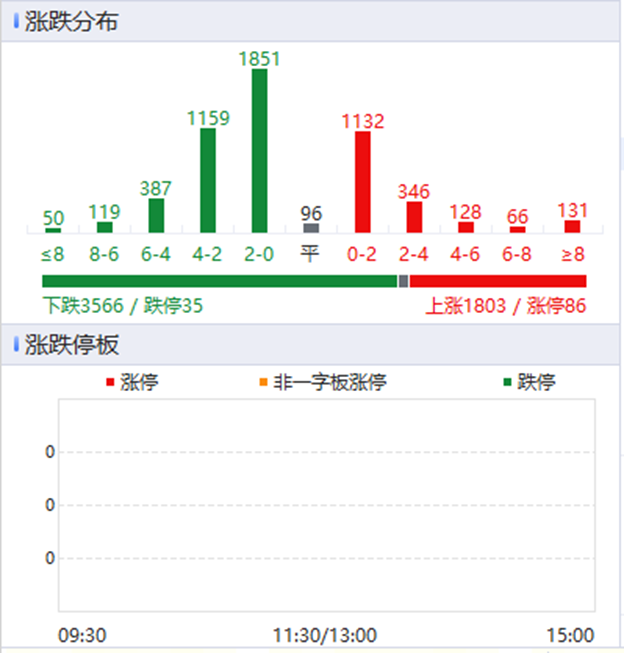 涨跌分布
50 119 387 1159 1851 96 1132 346 128 66 131
≤8 8-6 6-4 4-2 2-0 平 0-2 2-4 4-6 6-8 ≥8
下跌3566 / 跌停35 上涨1803 / 涨停86
涨跌停板
涨停 非一字板涨停 跌停
0
0
0
09:30 11:30/13:00 15:00